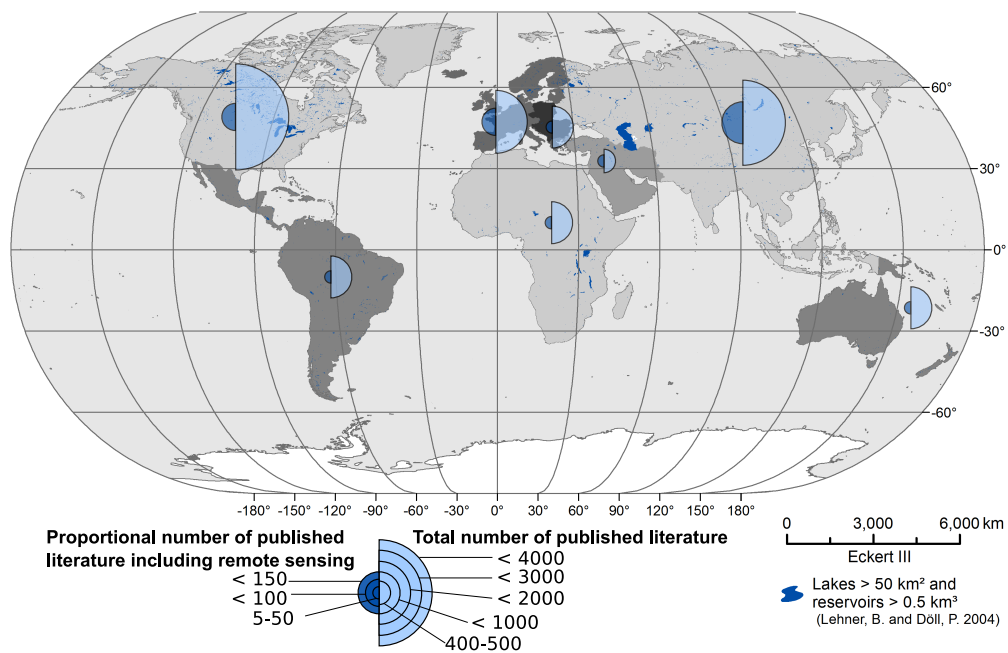 60°
30°
0°
-30°
-60°
-180° -120° -90° -60° -30° 0° 30° 60° 90° 120° 180°
Proportional number of published
literature including remote sensing
< 150
< 100
5-50
Total number of published literature
< 4000
< 3000
< 2000
< 1000
400-500
0 3,000 6,000 km
Eckert III
Lakes > 50 km² and
reservoirs > 0.5 km³
(Lehner, B. and Döll, P. 2004)